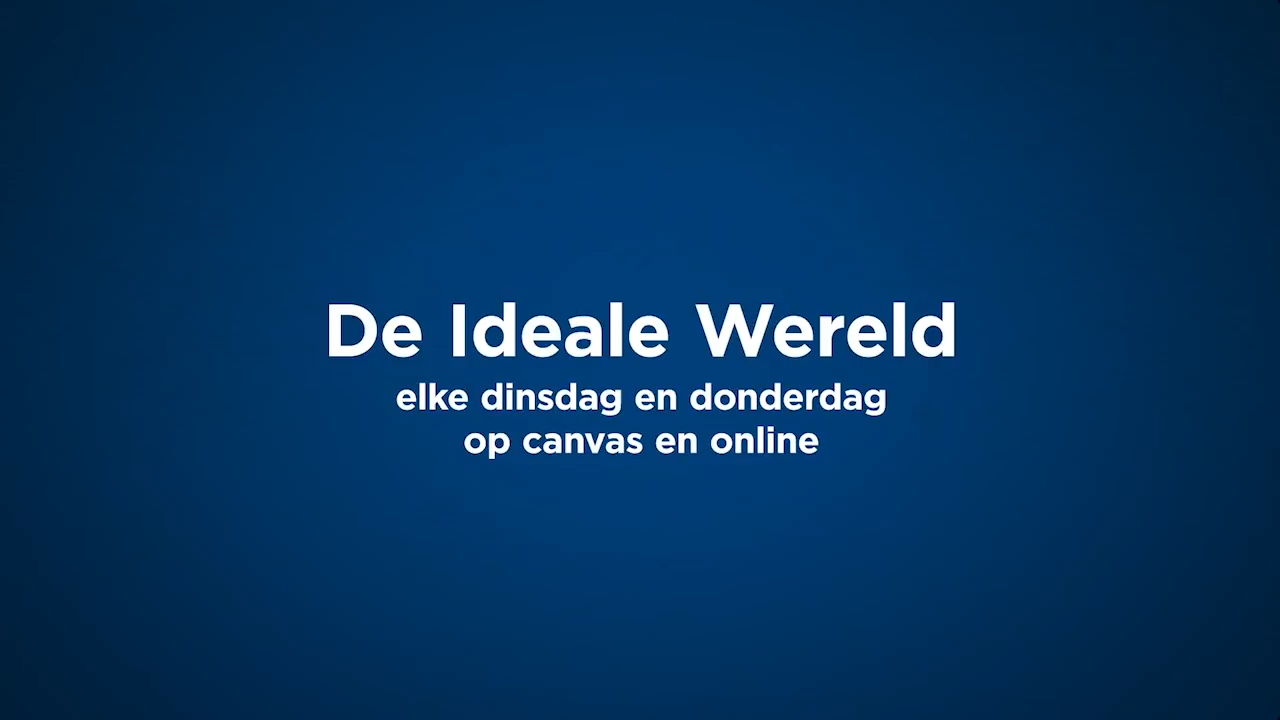 De Ideale Wereld
elke dinsdag en donderdag
op canvas en online